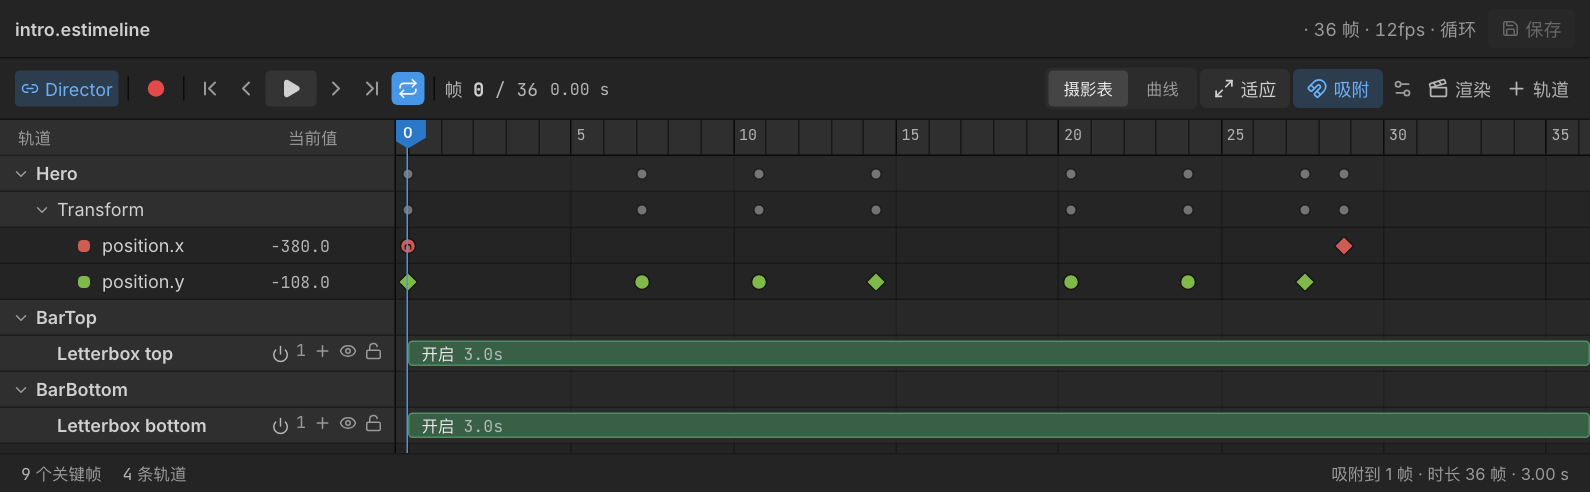 intro.estimeline
· 36 帧 · 12fps · 循环 保存
Director 帧 0 / 36 0.00 s 摄影表 曲线 适应 吸附 渲染 轨道
轨道 当前值 0 5 10 15 20 25 30 35
Hero
Transform
position.x -380.0
position.y -108.0
BarTop
Letterbox top 1 开启 3.0s
BarBottom
Letterbox bottom 1 开启 3.0s
9 个关键帧 4 条轨道 吸附到 1 帧 · 时长 36 帧 · 3.00 s